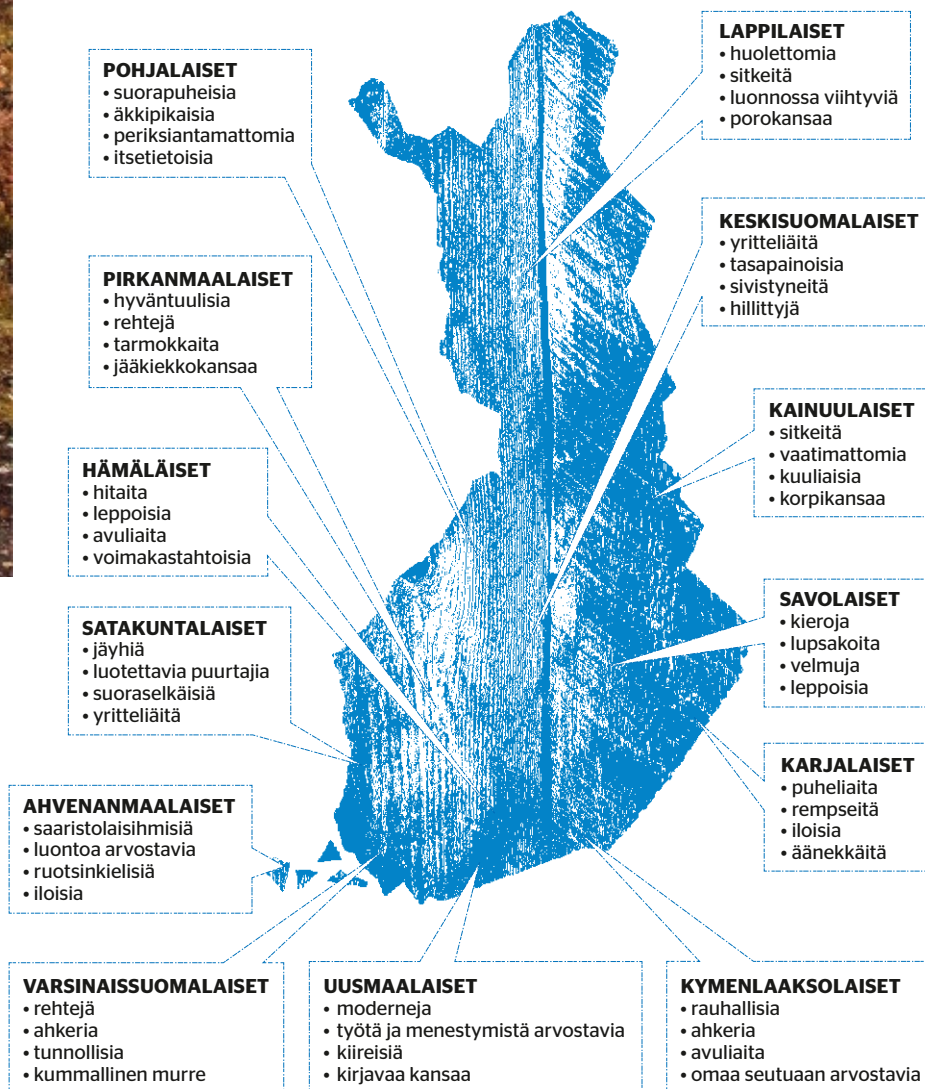 POHJALAISET
• suorapuheisia
• äkkipikaisia
• periksiantamattomia
• itsetietoisia
LAPPILAISET
• huolettomia
• sitkeitä
• luonnossa viihtyviä
• porokansaa
PIRKANMAALAISET
• hyväntuulisia
• rehtejä
• tarmokkaita
• jääkiekkokansaa
KESKISUOMALAISET
• yritteliäitä
• tasapainoisia
• sivistyneitä
• hillittyjä
HÄMÄLÄISET
• hitaita
• leppoisia
• avuliaita
• voimakastahtoisia
KAINUULAISET
• sitkeitä
• vaatimattomia
• kuuliaisia
• korpikansaa
SATAKUNTALAISET
• jäyhiä
• luotettavia puurtajia
• suoraselkäisiä
• yritteliäitä
SAVOLAISET
• kieroja
• lupsakoita
• velmuja
• leppoisia
AHVENANMAALAISET
• saaristolaisihmisiä
• luontoa arvostavia
• ruotsinkielisiä
• iloisia
KARJALAISET
• puheliaita
• rempseitä
• iloisia
• äänekkäitä
VARSINAISSUOMALAISET
• rehtejä
• ahkeria
• tunnollisia
• kummallinen murre
UUSMAALAISET
• moderneja
• työtä ja menestymistä arvostavia
• kiireisiä
• kirjavaa kansaa
KYMENLAAKSOLAISET
• rauhallisia
• ahkeria
• avuliaita
• omaa seutuaan arvostavia